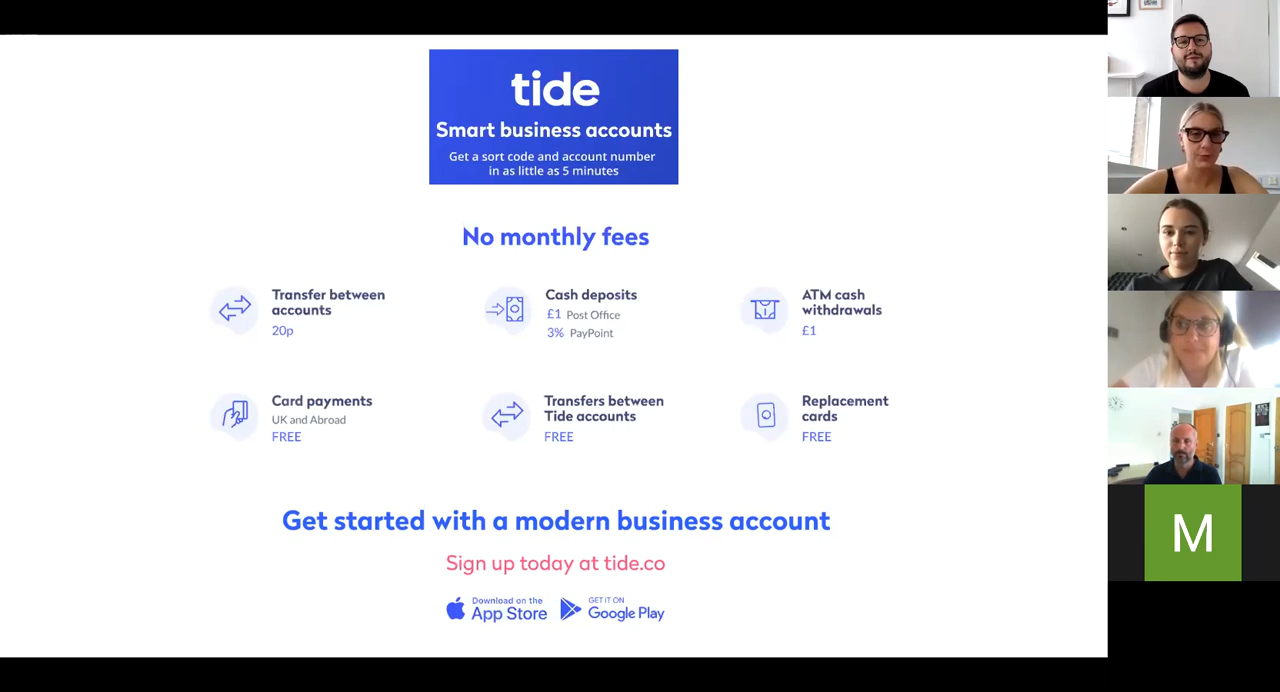 tide
Smart business accounts
Get a sort code and account number
in as little as 5 minutes
No monthly fees
Transfer between
accounts
20p
Cash deposits
£1 Post Office
3% PayPoint
ATM cash
withdrawals
£1
Card payments
UK and Abroad
FREE
Transfers between
Tide accounts
FREE
Replacement
cards
FREE
Get started with a modern business account
Sign up today at tide.co
Download on the
App Store
GET IT ON
Google Play
M